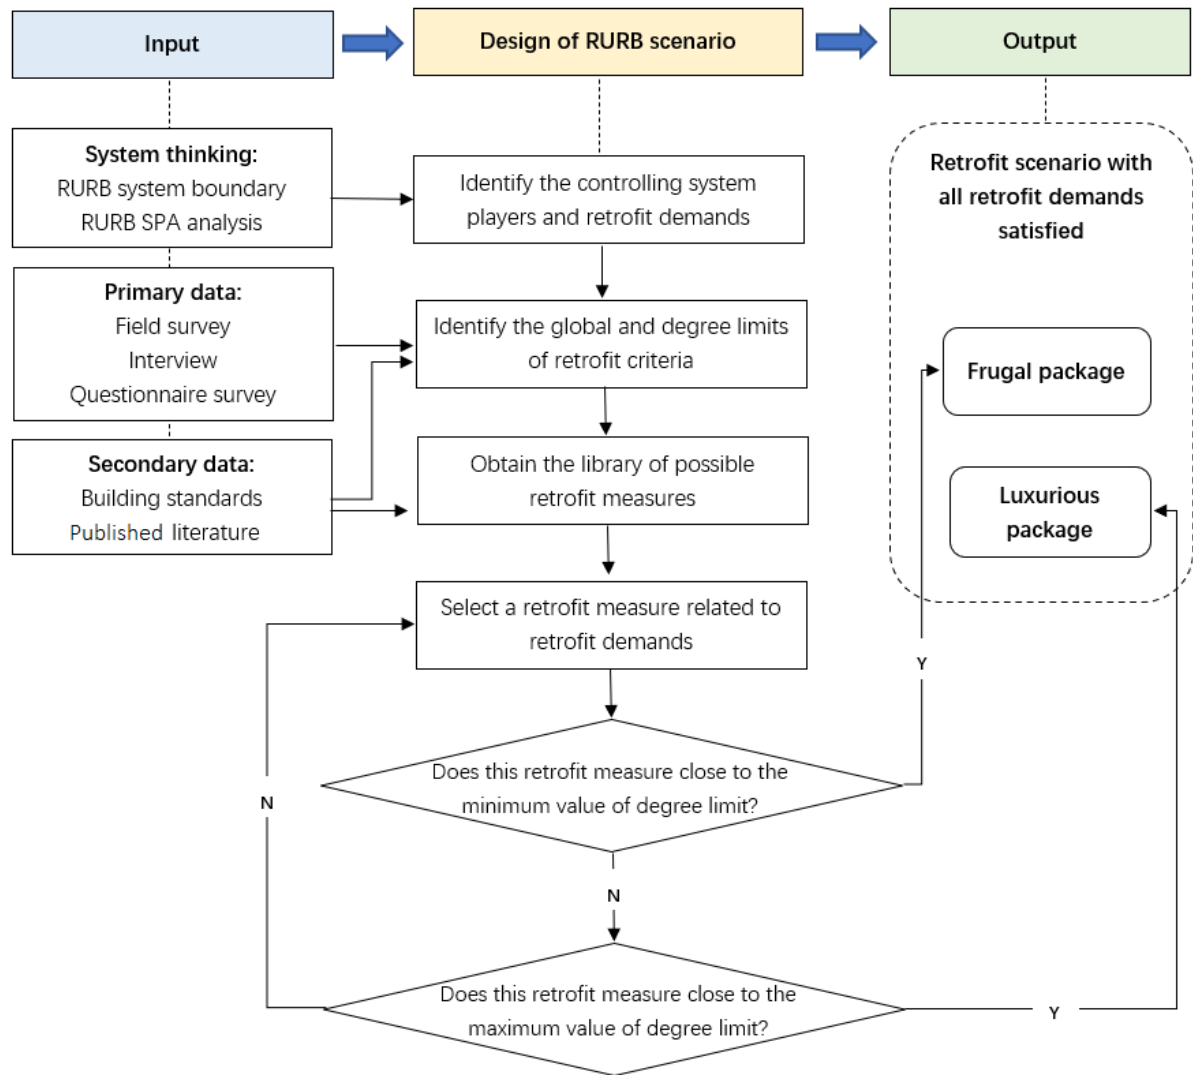 Input
Design of RURB scenario
Output
System thinking:
RURB system boundary
RURB SPA analysis
Primary data:
Field survey
Interview
Questionnaire survey
Secondary data:
Building standards
Published literature
Identify the controlling system
players and retrofit demands
Identify the global and degree limits
of retrofit criteria
Obtain the library of possible
retrofit measures
Select a retrofit measure related to
retrofit demands
Does this retrofit measure close to the
minimum value of degree limit?
N
Does this retrofit measure close to the
maximum value of degree limit?
N
Y
Y
Retrofit scenario with
all retrofit demands
satisfied
Frugal package
Luxurious
package